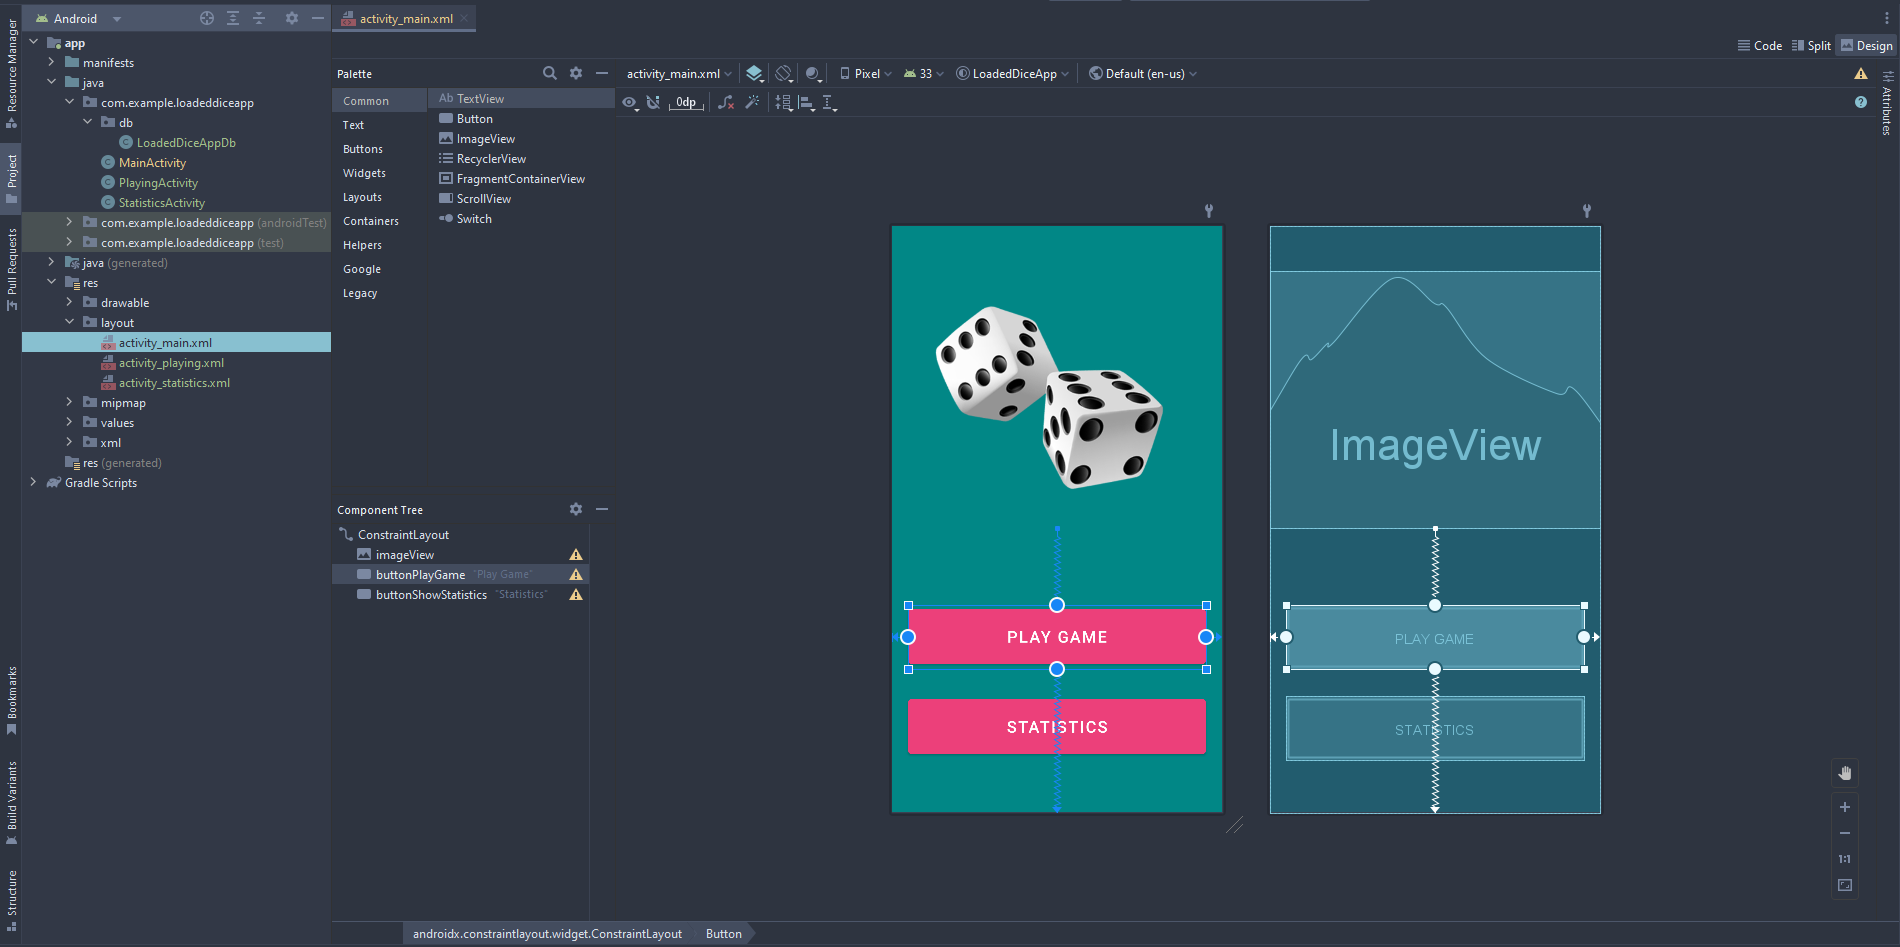 Android
activity_main.xml
Resource Manager
Project
Pull Requests
Bookmarks
Build Variants
Structure
app
manifests
java
com.example.loadeddiceapp
db
LoadedDiceAppDb
MainActivity
PlayingActivity
StatisticsActivity
com.example.loadeddiceapp (androidTest)
com.example.loadeddiceapp (test)
java (generated)
res
drawable
layout
activity_main.xml
activity_playing.xml
activity_statistics.xml
mipmap
values
xml
res (generated)
Gradle Scripts
Code
Split
Design
Palette
Common
Text
Buttons
Widgets
Layouts
Containers
Helpers
Google
Legacy
Ab TextView
Button
ImageView
RecyclerView
FragmentContainerView
ScrollView
Switch
activity_main.xml
Pixel
33
LoadedDiceApp
Default (en-us)
0dp
Attributes
Component Tree
ConstraintLayout
imageView
buttonPlayGame "Play Game"
buttonShowStatistics "Statistics"
PLAY GAME
STATISTICS
ImageView
PLAY GAME
STATISTICS
1:1
androidx.constraintlayout.widget.ConstraintLayout
Button